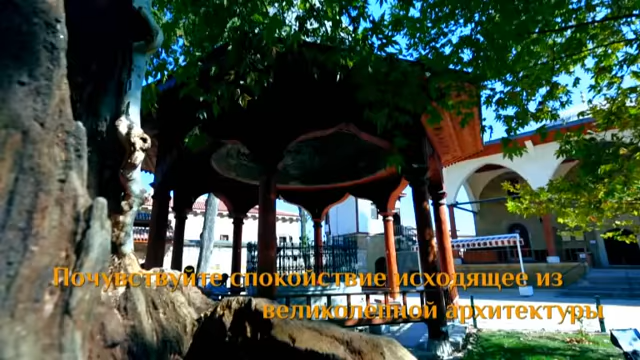 Почувствуйте спокойствие исходящее из
великолепной архитектуры